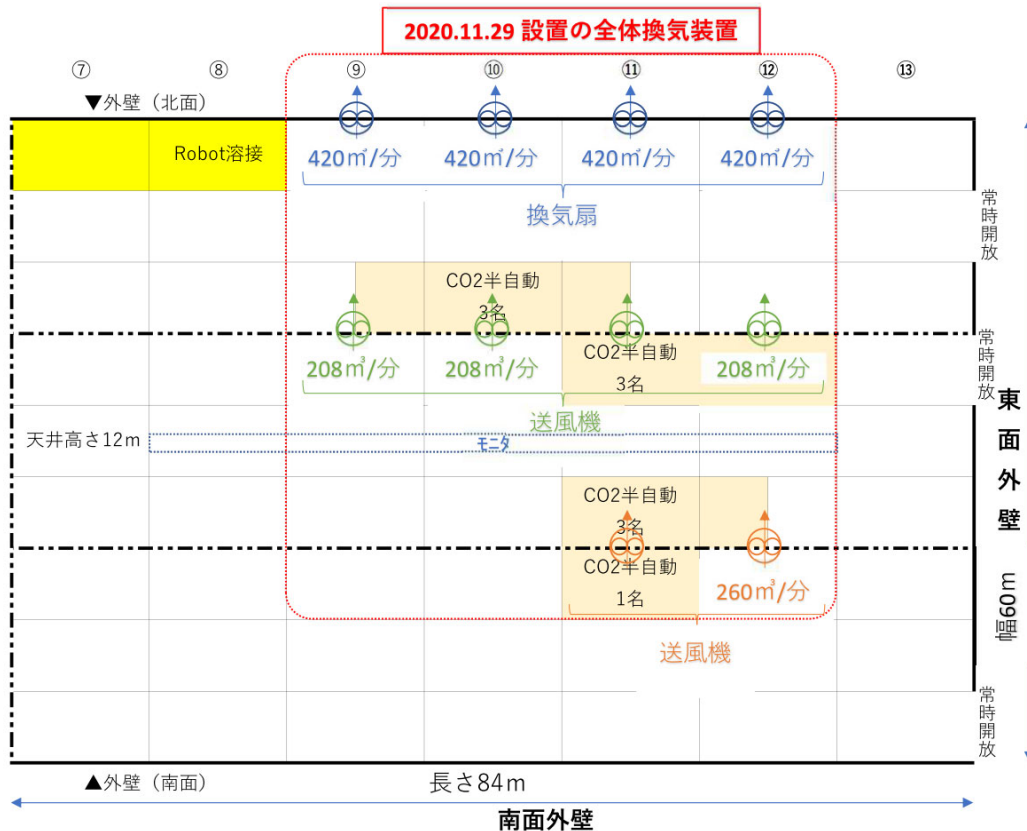 2020.11.29 設置の全体換気装置
⑦ ⑧ ⑨ ⑩ ⑪ ⑫ ⑬
▼外壁（北面）
Robot溶接
420㎥/分 420㎥/分 420㎥/分 420㎥/分
換気扇
常時開放
CO2半自動
3名
208㎥/分 208㎥/分
CO2半自動
3名
208㎥/分
常時開放
送風機
天井高さ12m
モニタ
東面外壁
CO2半自動
3名
CO2半自動
1名
260㎥/分
幅60m
送風機
常時開放
▲外壁（南面）
長さ84m
南面外壁